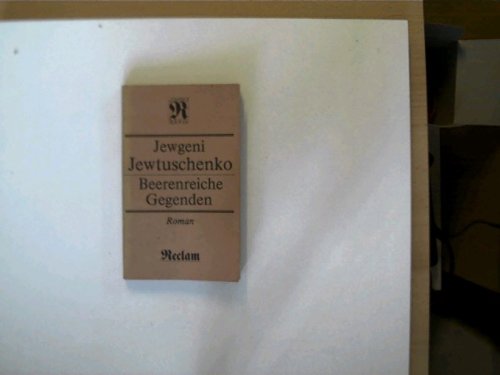 R
Jewgeni
Jewtuschenko
Beerenreiche
Gegenden
Roman
Reclam